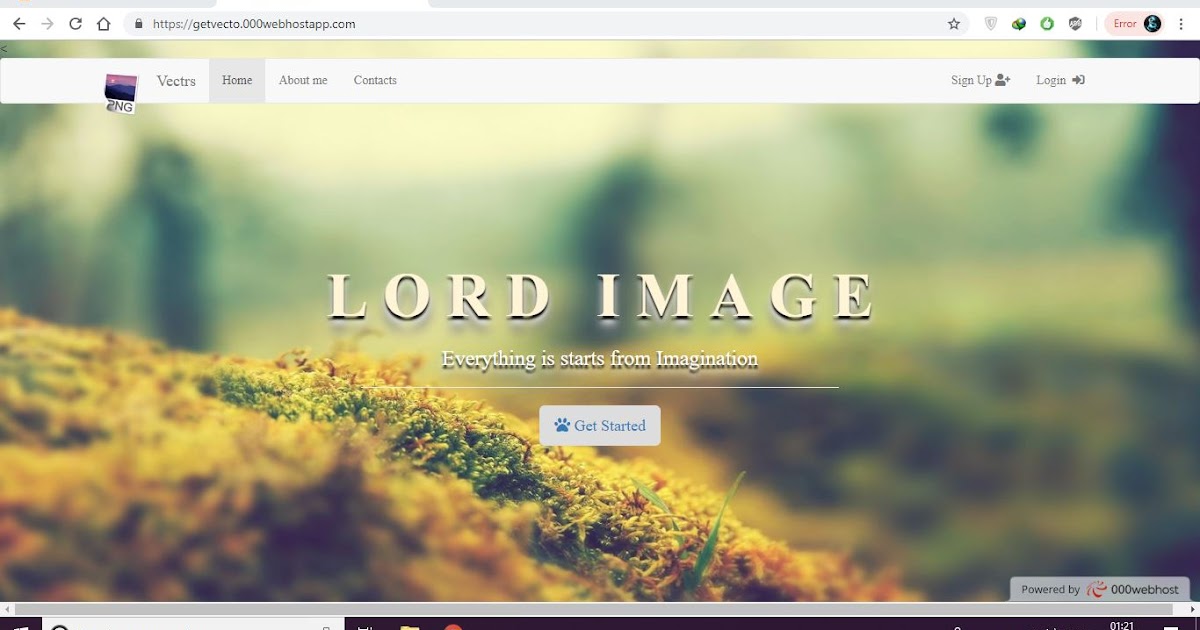 https://getvecto.000webhostapp.com
Error
<
PNG
Vectrs
Home
About me
Contacts
Sign Up
Login
LORD IMAGE
Everything is starts from Imagination
Get Started
Powered by 000webhost
01:21